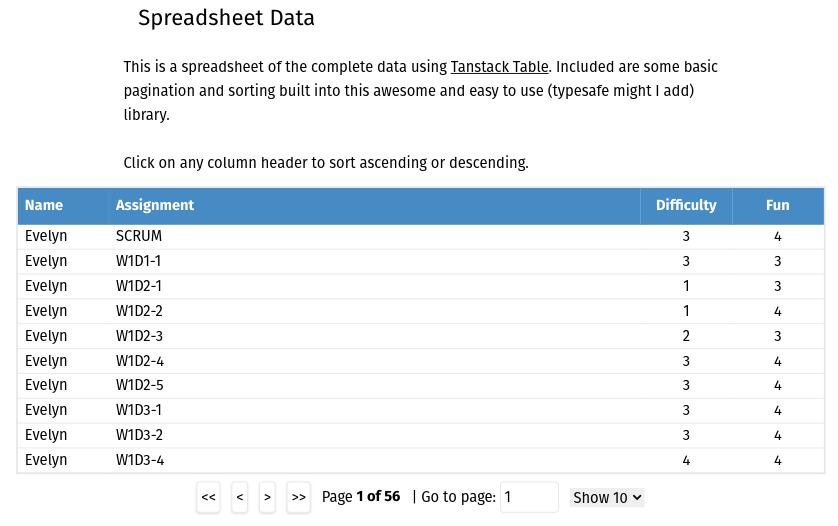 Spreadsheet Data
This is a spreadsheet of the complete data using Tanstack Table. Included are some basic
pagination and sorting built into this awesome and easy to use (typesafe might I add)
library.
Click on any column header to sort ascending or descending.
Name Assignment Difficulty Fun
Evelyn SCRUM 3 4
Evelyn W1D1-1 3 3
Evelyn W1D2-1 1 3
Evelyn W1D2-2 1 4
Evelyn W1D2-3 2 3
Evelyn W1D2-4 3 4
Evelyn W1D2-5 3 4
Evelyn W1D3-1 3 4
Evelyn W1D3-2 3 4
Evelyn W1D3-4 4 4
<< < > >> Page 1 of 56 | Go to page: 1 Show 10